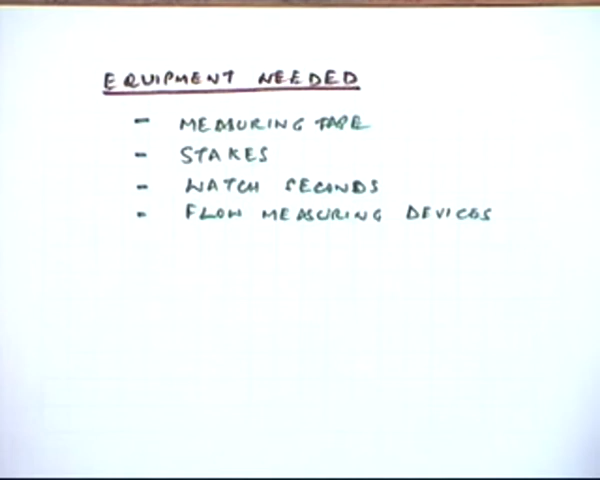 EQUIPMENT NEEDED
- MEASURING TAPE
- STAKES
- WATCH SECONDS
- FLOW MEASURING DEVICES